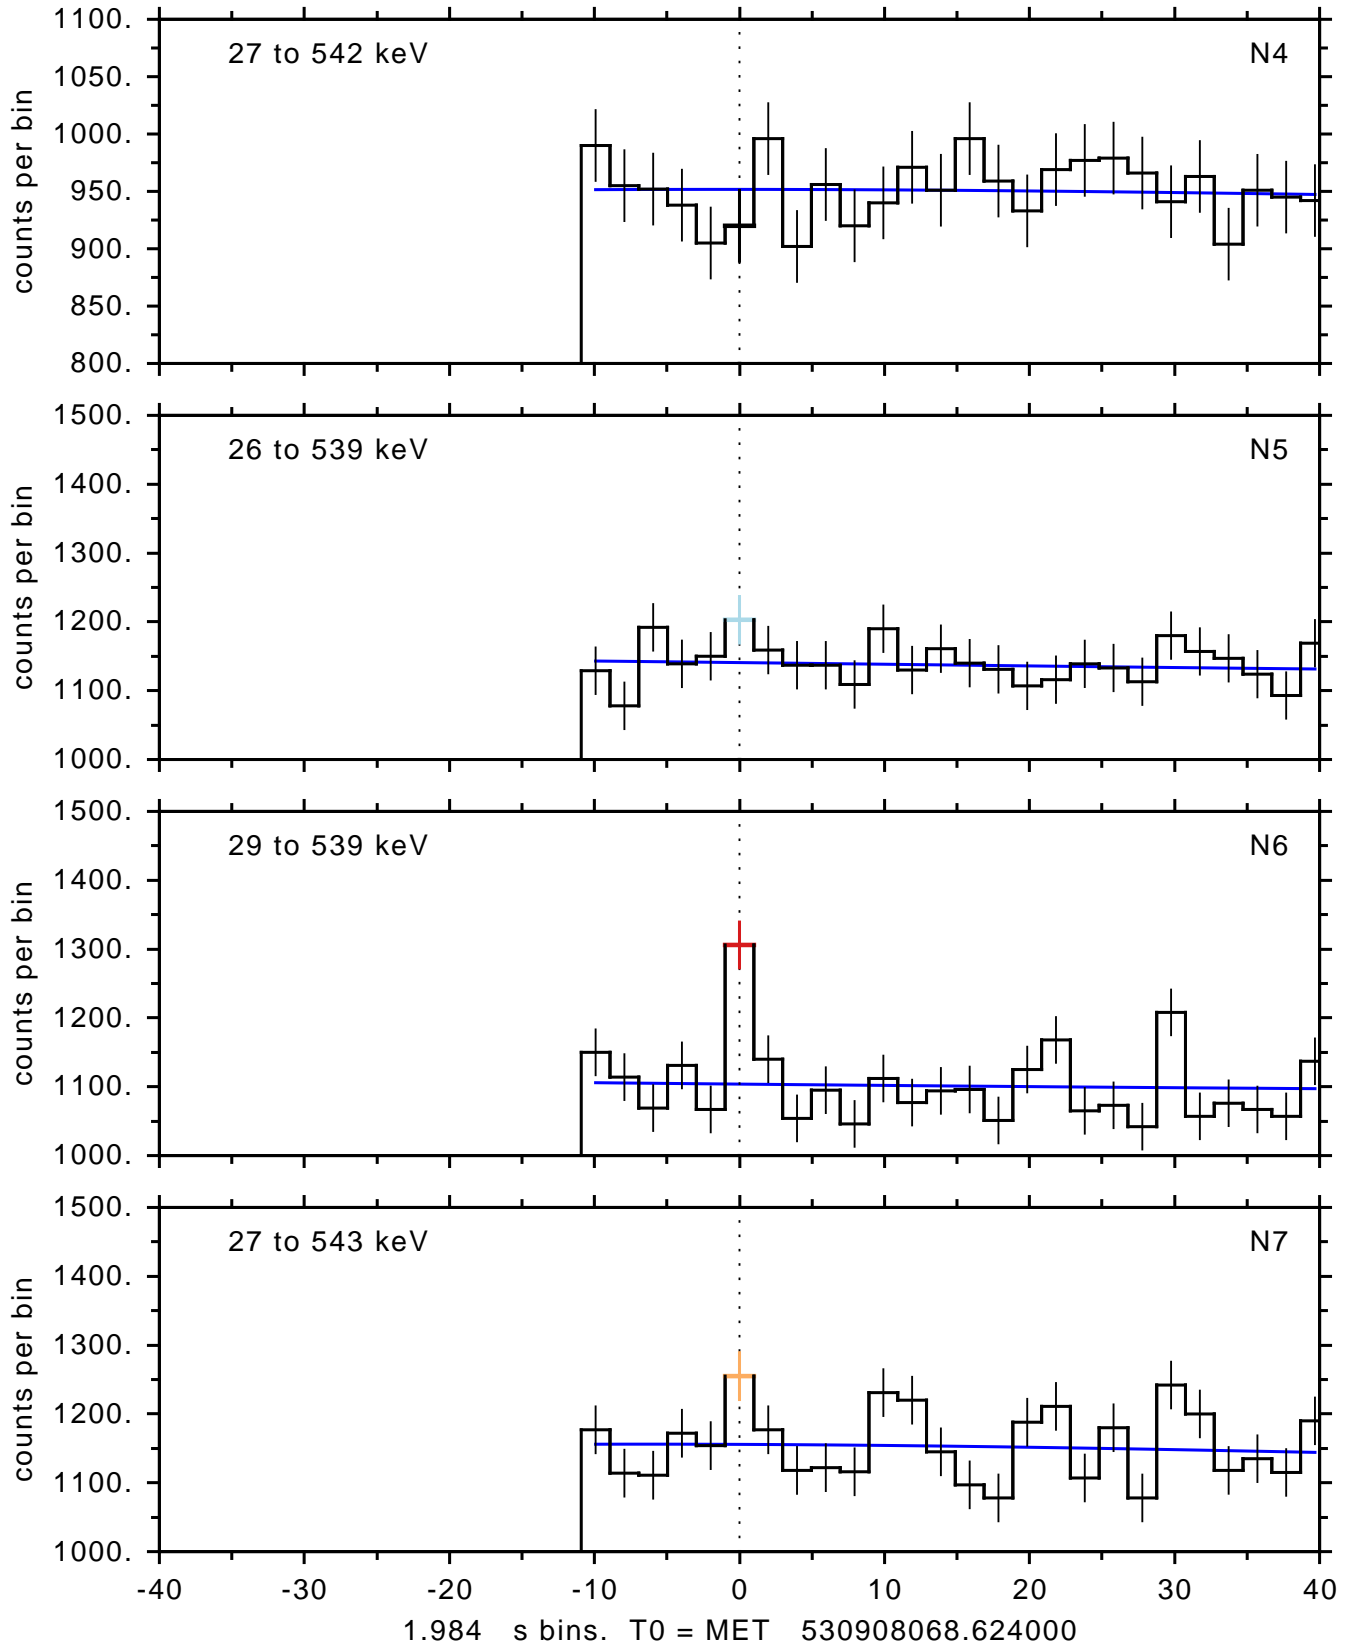 1100.
27 to 542 keV N4
1050.
1000.
950.
900.
850.
800.
counts per bin
1500.
26 to 539 keV N5
1400.
1300.
1200.
1100.
1000.
counts per bin
1500.
29 to 539 keV N6
1400.
1300.
1200.
1100.
1000.
counts per bin
1500.
27 to 543 keV N7
1400.
1300.
1200.
1100.
1000.
counts per bin
-40 -30 -20 -10 0 10 20 30 40
1.984 s bins. T0 = MET 530908068.624000